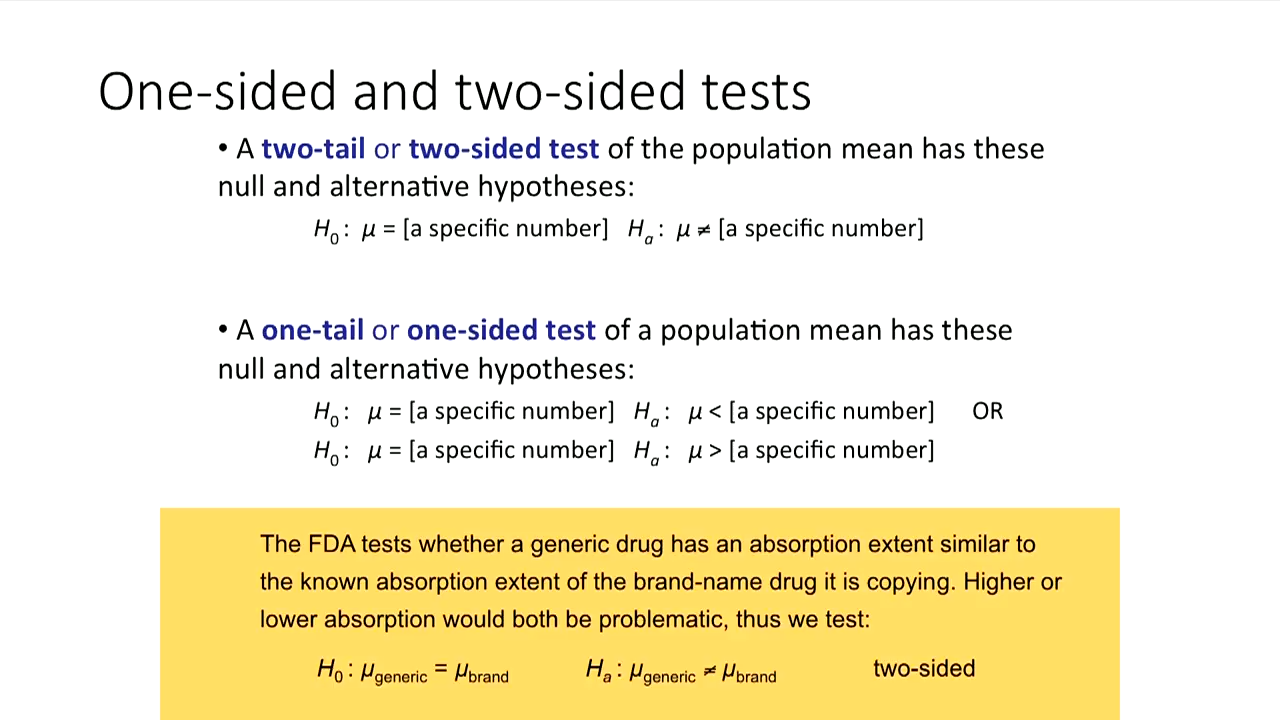 One-sided and two-sided tests
• A two-tail or two-sided test of the population mean has these
null and alternative hypotheses:
H₀: µ = [a specific number] Hₐ: µ ≠ [a specific number]
• A one-tail or one-sided test of a population mean has these
null and alternative hypotheses:
H₀: µ = [a specific number] Hₐ: µ < [a specific number] OR
H₀: µ = [a specific number] Hₐ: µ > [a specific number]
The FDA tests whether a generic drug has an absorption extent similar to
the known absorption extent of the brand-name drug it is copying. Higher or
lower absorption would both be problematic, thus we test:
H₀: µgeneric = µbrand Hₐ: µgeneric ≠ µbrand two-sided